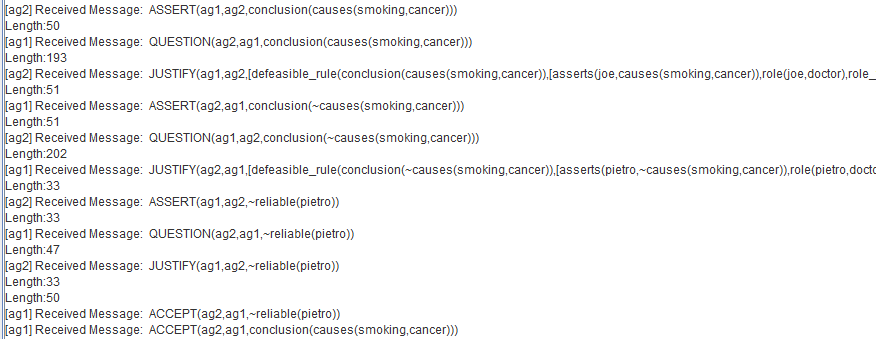 [ag2] Received Message:  ASSERT(ag1,ag2,conclusion(causes(smoking,cancer)))
Length:50
[ag1] Received Message:  QUESTION(ag2,ag1,conclusion(causes(smoking,cancer)))
Length:193
[ag2] Received Message:  JUSTIFY(ag1,ag2,[defeasible_rule(conclusion(causes(smoking,cancer)),[asserts(joe,causes(smoking,cancer)),role(joe,doctor),role_
Length:51
[ag1] Received Message:  ASSERT(ag2,ag1,conclusion(~causes(smoking,cancer)))
Length:51
[ag2] Received Message:  QUESTION(ag1,ag2,conclusion(~causes(smoking,cancer)))
Length:202
[ag1] Received Message:  JUSTIFY(ag2,ag1,[defeasible_rule(conclusion(~causes(smoking,cancer)),[asserts(pietro,~causes(smoking,cancer)),role(pietro,docto
Length:33
[ag2] Received Message:  ASSERT(ag1,ag2,~reliable(pietro))
Length:33
[ag1] Received Message:  QUESTION(ag2,ag1,~reliable(pietro))
Length:47
[ag2] Received Message:  JUSTIFY(ag1,ag2,~reliable(pietro))
Length:33
Length:50
[ag1] Received Message:  ACCEPT(ag2,ag1,~reliable(pietro))
[ag1] Received Message:  ACCEPT(ag2,ag1,conclusion(causes(smoking,cancer)))